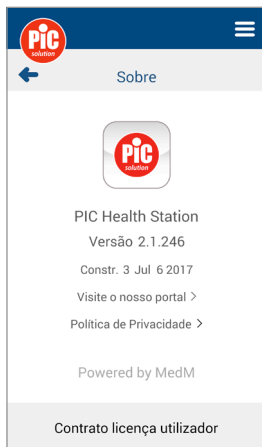 PiC
solution
Sobre
PiC
solution
PIC Health Station
Versão 2.1.246
Constr. 3 Jul 6 2017
Visite o nosso portal >
Política de Privacidade >
Powered by MedM
Contrato licença utilizador